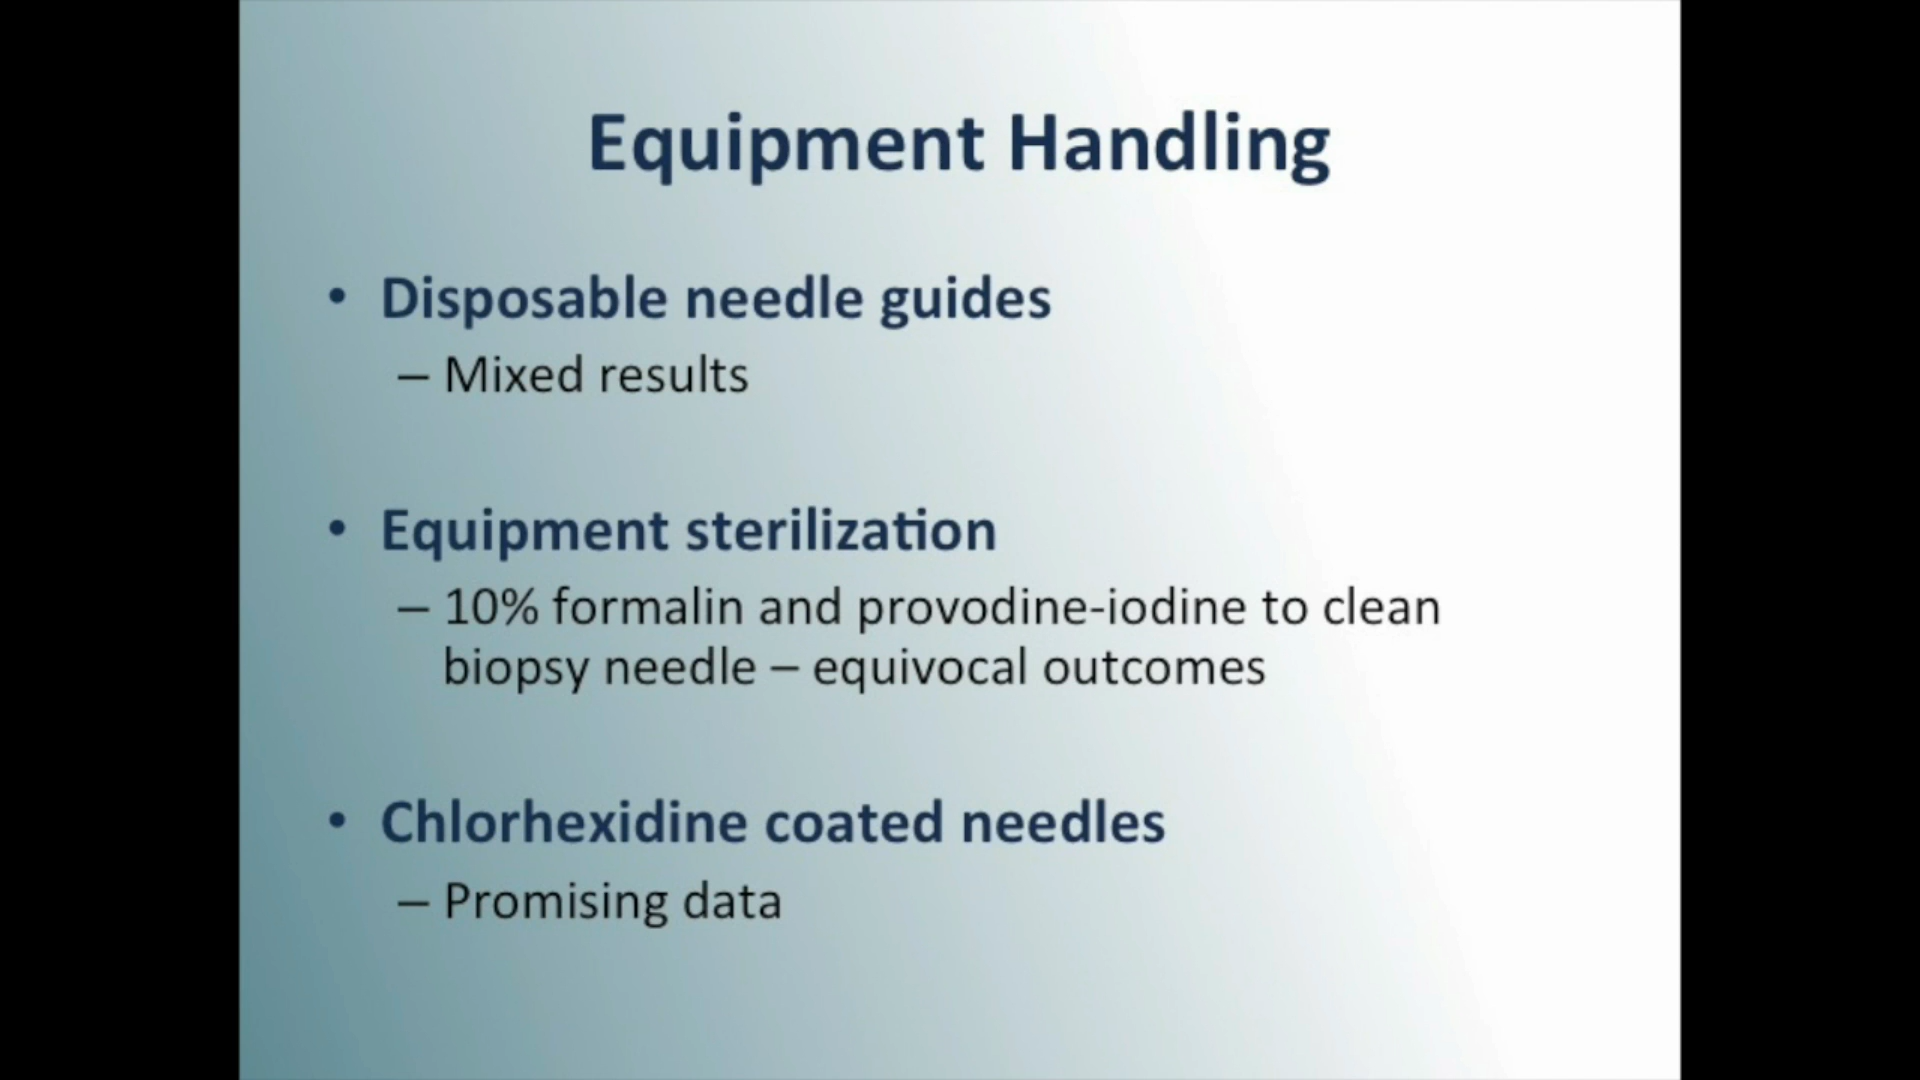 Equipment Handling
• Disposable needle guides
– Mixed results
• Equipment sterilization
– 10% formalin and provodine-iodine to clean
biopsy needle – equivocal outcomes
• Chlorhexidine coated needles
– Promising data